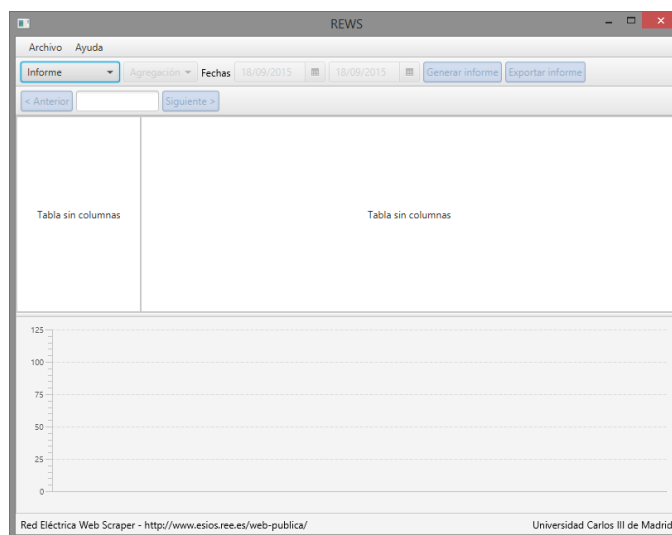 REWS
Archivo Ayuda
Informe Agregación Fechas 18/09/2015 18/09/2015 Generar informe Exportar informe
< Anterior Siguiente >
Tabla sin columnas Tabla sin columnas
125
100
75
50
25
0
Red Eléctrica Web Scraper - http://www.esios.ree.es/web-publica/ Universidad Carlos III de Madrid